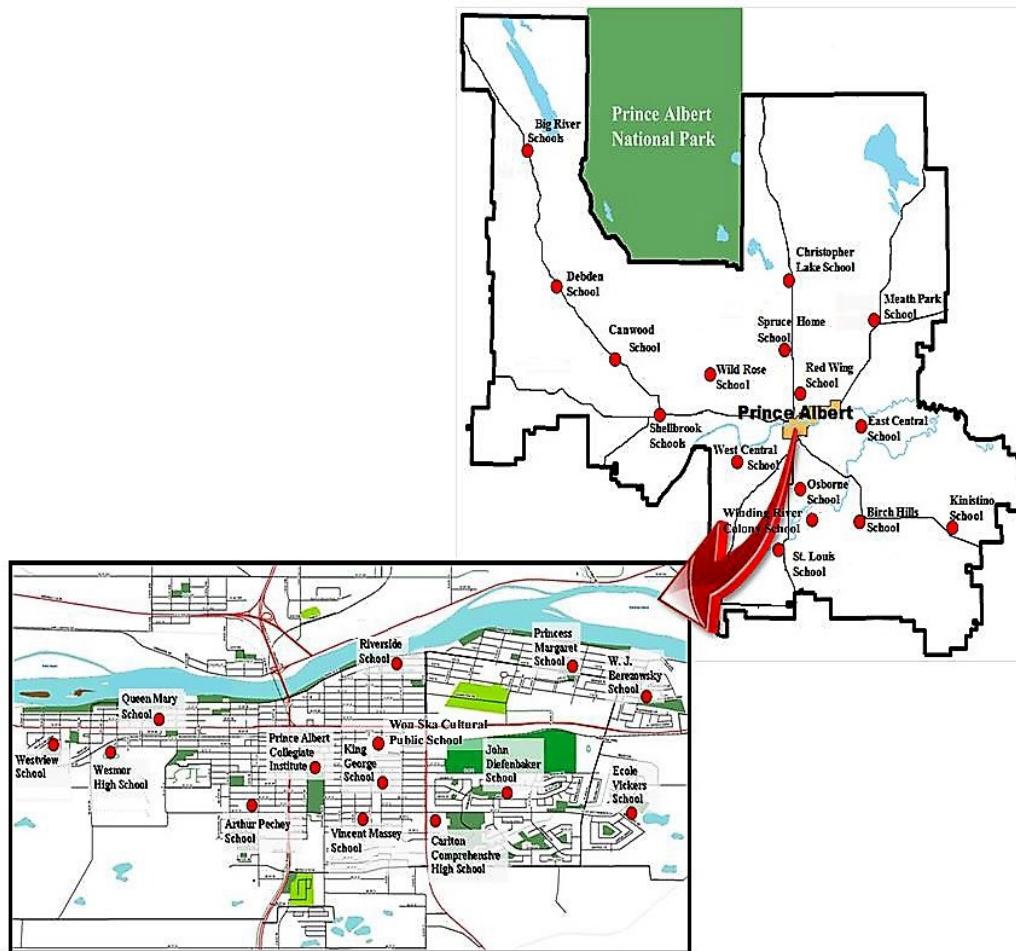 Prince Albert
National Park
Big River
Schools
Christopher
Lake School
Debden
School
Meath Park
School
Canwood
School
Spruce Home
School
Wild Rose
School
Red Wing
School
Prince Albert
Shellbrook
Schools
East Central
School
West Central
School
Osborne
School
Winding River
Colony School
Birch Hills
School
Kinistino
School
St. Louis
School
Riverside
School
Princess
Margaret
School
W. J.
Berezowsky
School
Queen Mary
School
Won Ska Cultural
Public School
Westview
School
Wesmor
High School
Prince Albert
Collegiate
Institute
King
George
School
John
Diefenbaker
School
Ecole
Vickers
School
Arthur Pechey
School
Vincent Massey
School
Carlton
Comprehensive
High School